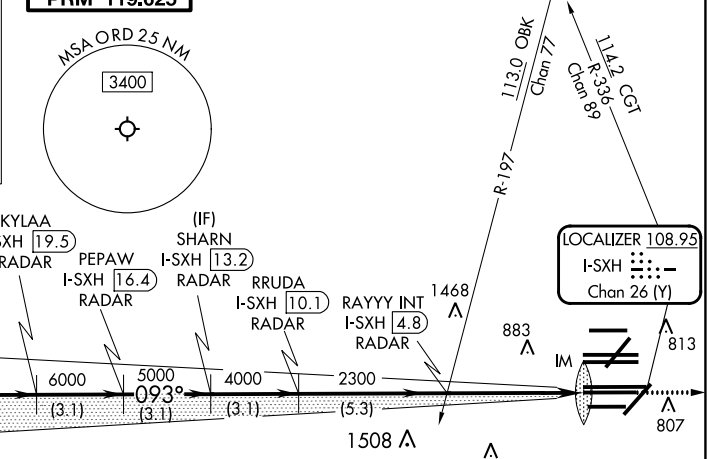 PRM 119.025
MSA ORD 25 NM
3400
113.0 OBK
Chan 77
R-197
114.2 CGT
R-336
Chan 89
KYLAA
SXH 19.5
RADAR
PEPAW
I-SXH 16.4
RADAR
(IF)
SHARN
I-SXH 13.2
RADAR
RRUDA
I-SXH 10.1
RADAR
RAYYY INT
I-SXH 4.8
RADAR
1468
883
LOCALIZER 108.95
I-SXH
Chan 26 (Y)
IM
813
6000
5000
4000
2300
093°
(3.1)
(3.1)
(3.1)
(5.3)
807
1508